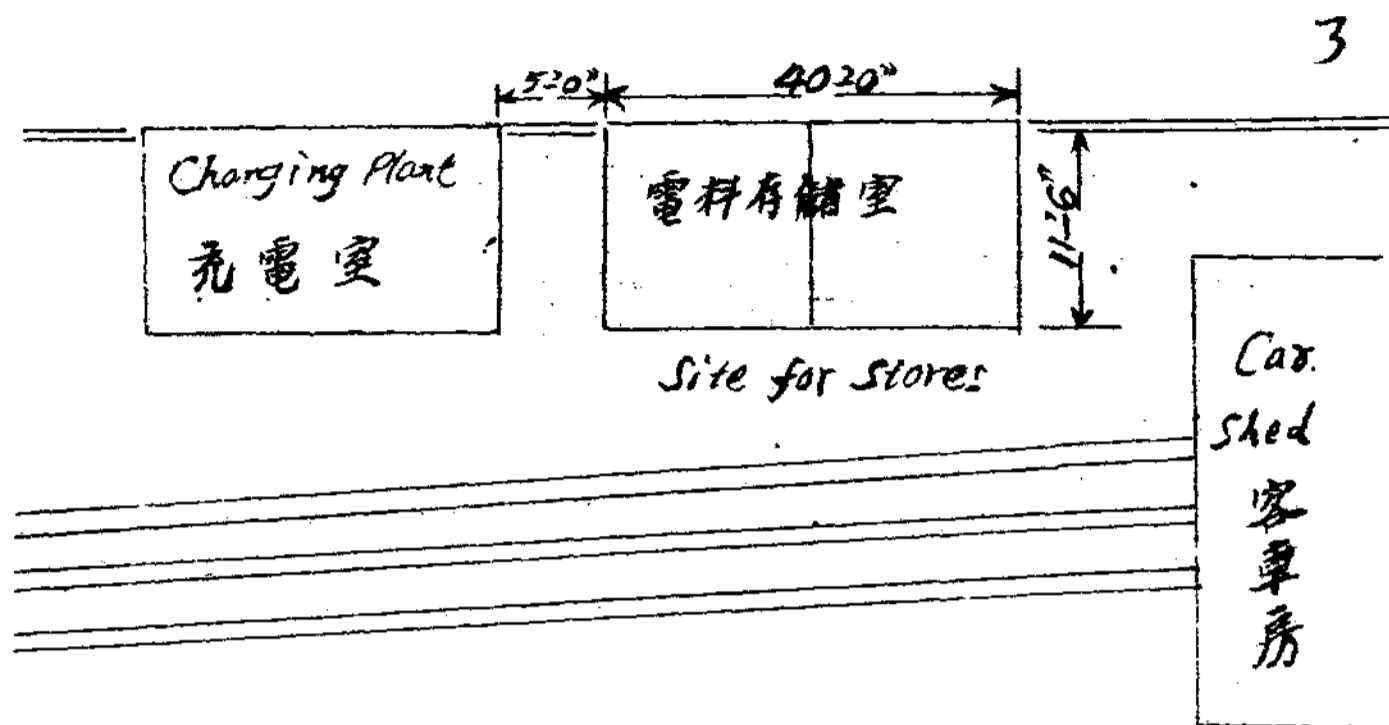 3
5'-0"
40'-0"
Charging Plant
充電室
電料存儲室
11'-6"
Site for Stores
Car.
Shed
客
車
房